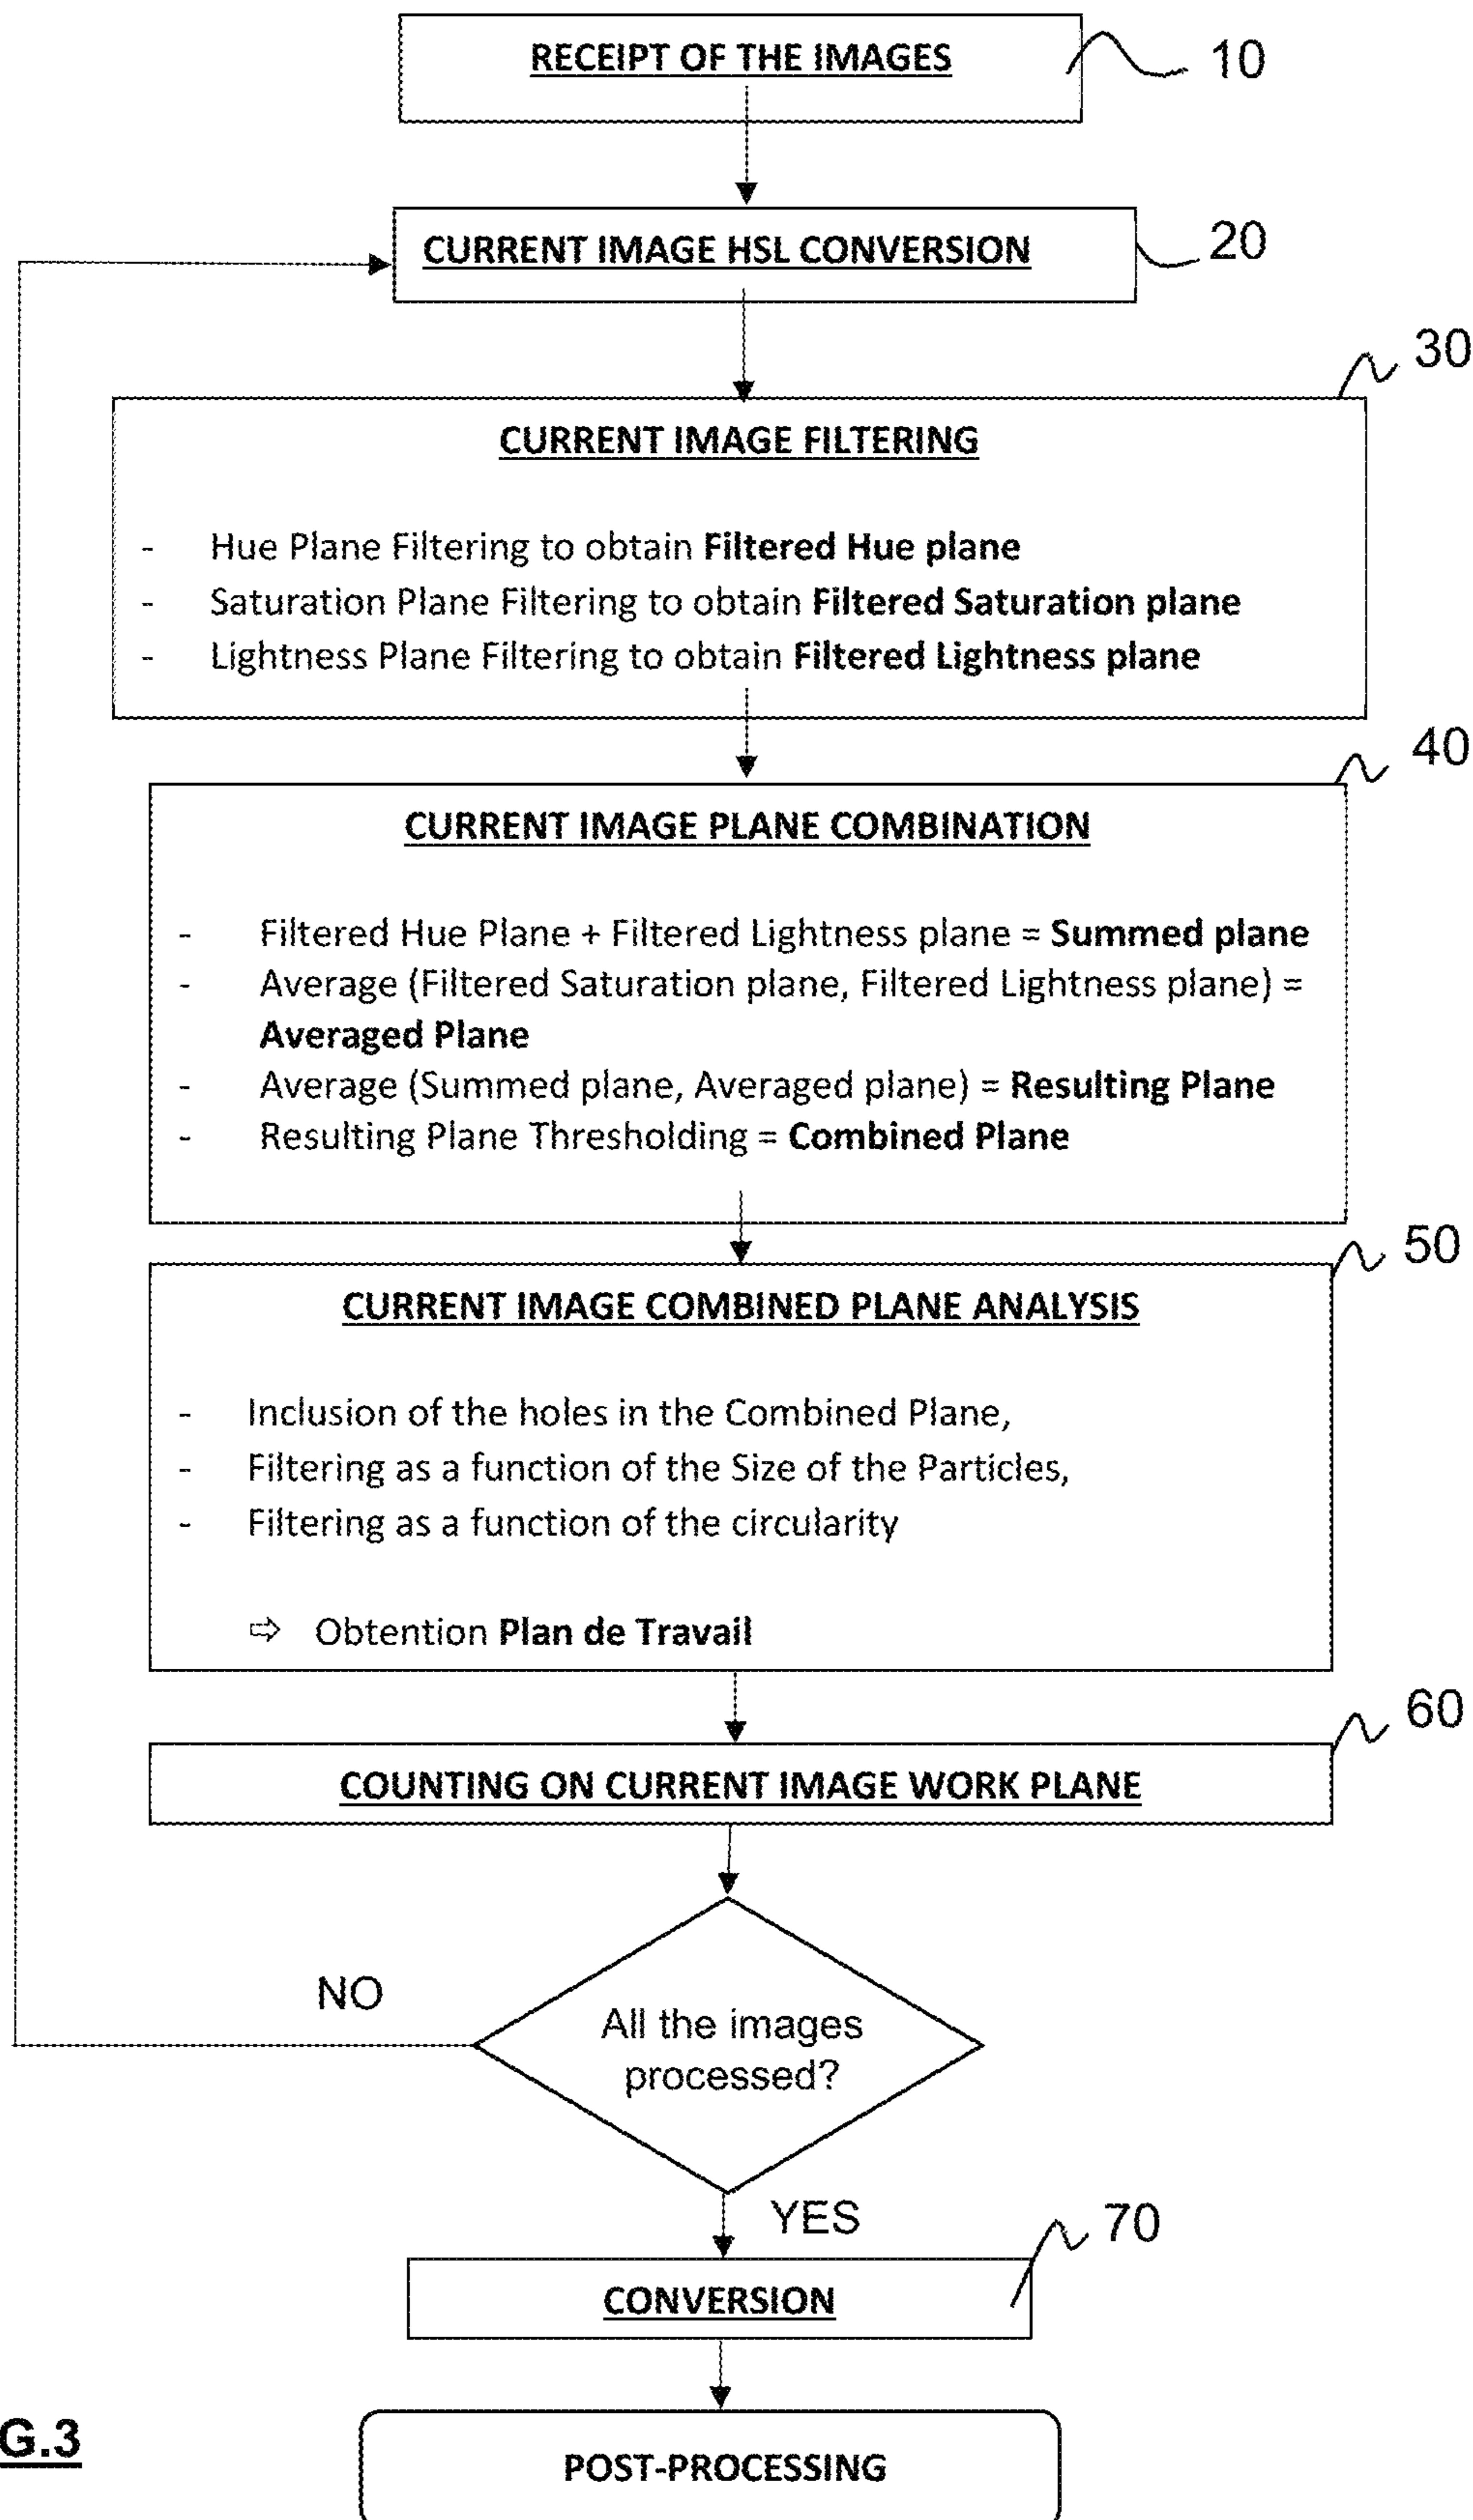 RECEIPT OF THE IMAGES
10
CURRENT IMAGE HSL CONVERSION
20
30
CURRENT IMAGE FILTERING
- Hue Plane Filtering to obtain Filtered Hue plane
- Saturation Plane Filtering to obtain Filtered Saturation plane
- Lightness Plane Filtering to obtain Filtered Lightness plane
40
CURRENT IMAGE PLANE COMBINATION
- Filtered Hue Plane + Filtered Lightness plane = Summed plane
- Average (Filtered Saturation plane, Filtered Lightness plane) =
Averaged Plane
- Average (Summed plane, Averaged plane) = Resulting Plane
- Resulting Plane Thresholding = Combined Plane
50
CURRENT IMAGE COMBINED PLANE ANALYSIS
- Inclusion of the holes in the Combined Plane,
- Filtering as a function of the Size of the Particles,
- Filtering as a function of the circularity
⇨ Obtention Plan de Travail
60
COUNTING ON CURRENT IMAGE WORK PLANE
NO
All the images
processed?
YES
70
CONVERSION
G.3
POST-PROCESSING